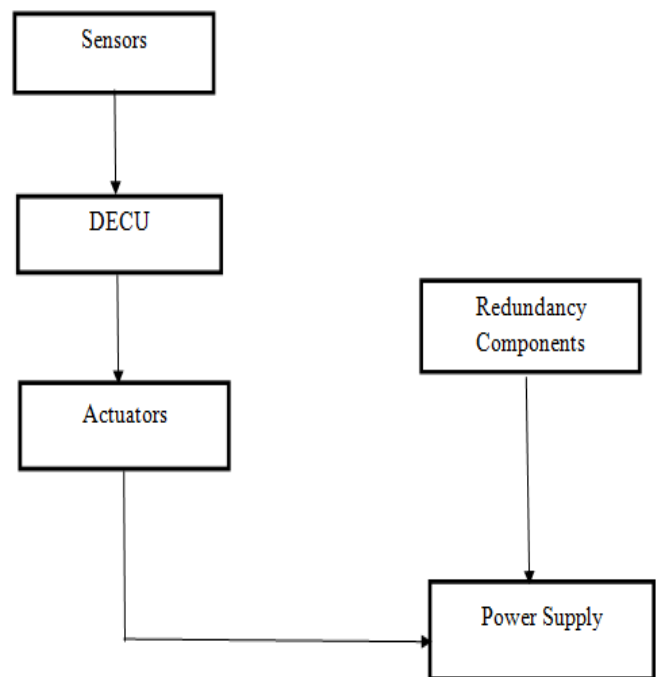 Sensors
DECU
Redundancy
Components
Actuators
Power Supply